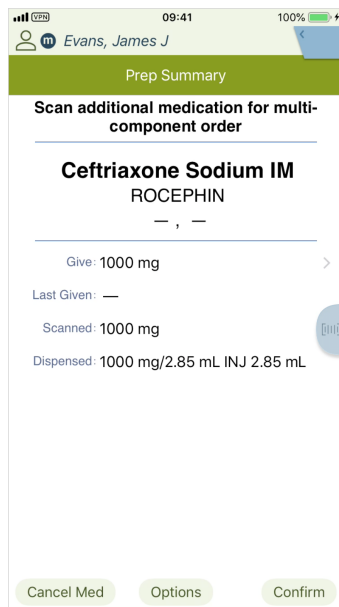 VPN 09:41 100%
m Evans, James J
Prep Summary
Scan additional medication for multi-
component order
Ceftriaxone Sodium IM
ROCEPHIN
— , —
Give: 1000 mg
Last Given: —
Scanned: 1000 mg
Dispensed: 1000 mg/2.85 mL INJ 2.85 mL
Cancel Med Options Confirm